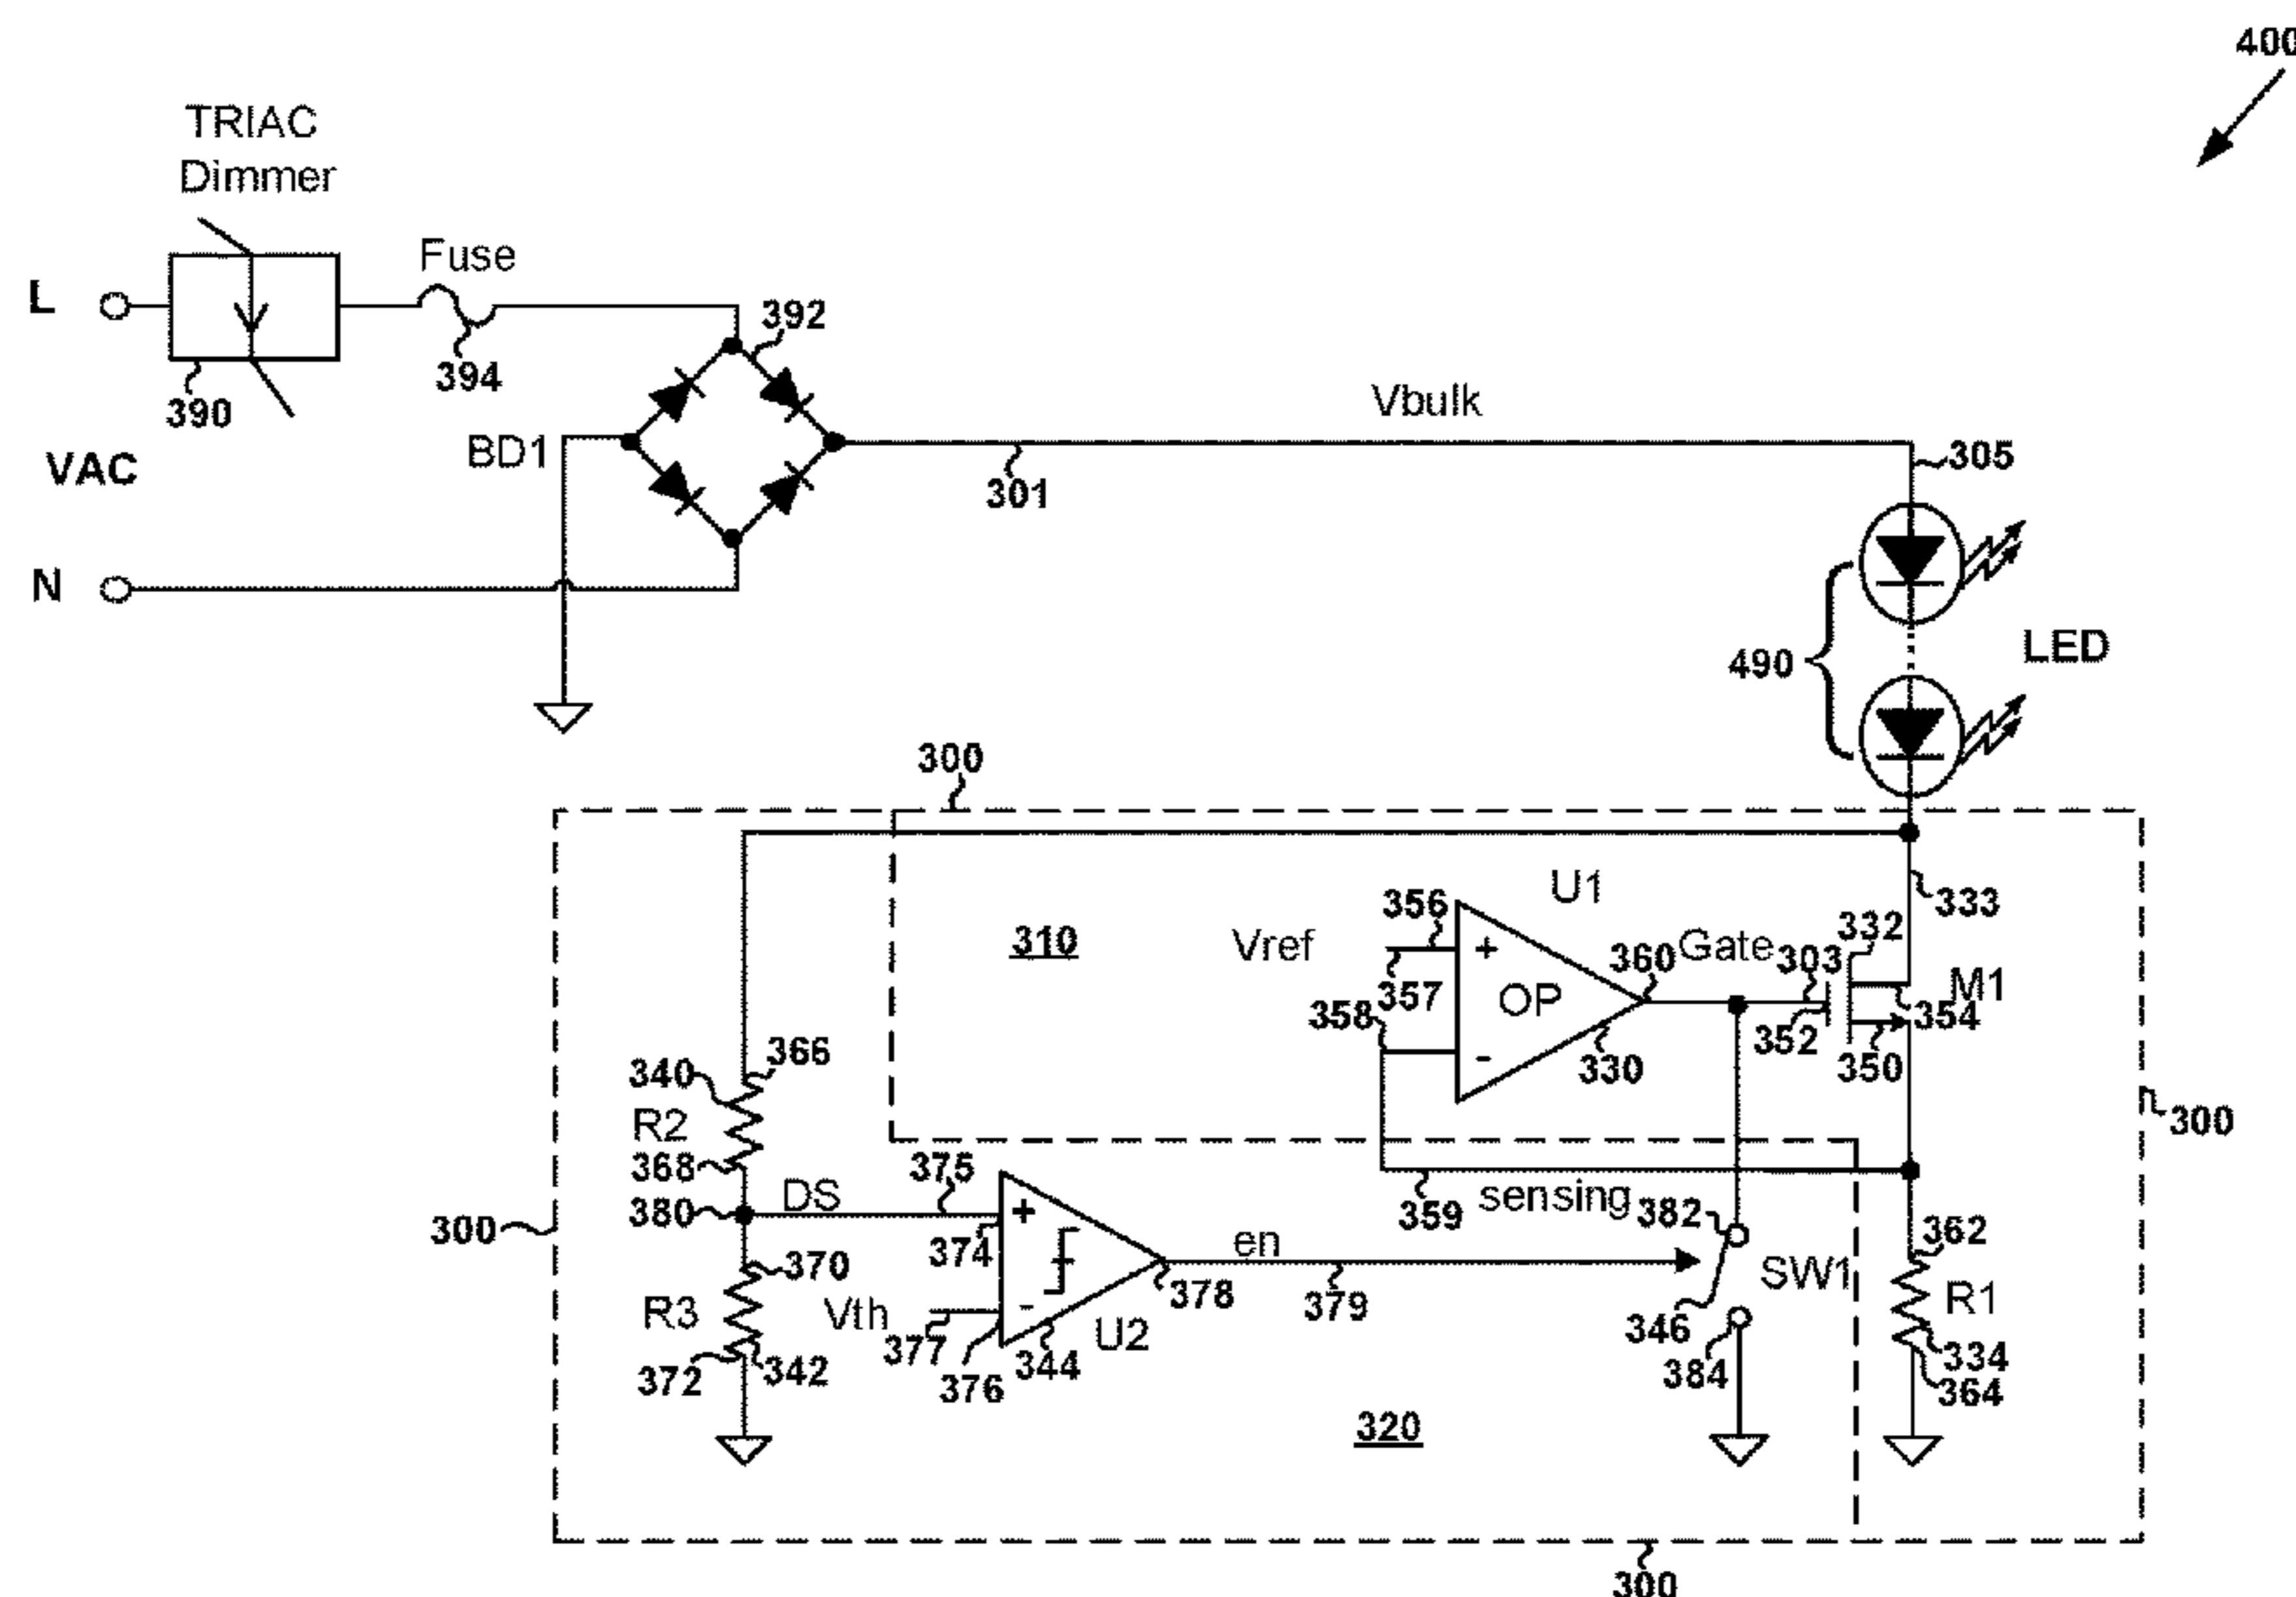 400
TRIAC
Dimmer
Fuse
L
392
394
390
Vbulk
BD1
305
VAC
301
N
LED
490
300
U1
333
356
332
310
Vref
+
360
Gate
303
M1
357
OP
354
358
352
366
340
-
330
350
R2
300
368
375
DS
sensing
380
359
382
300
+
374
362
en
370
SW1
378
R3
Vth
-
379
R1
377
U2
346
342
344
334
372
376
384
364
320
300